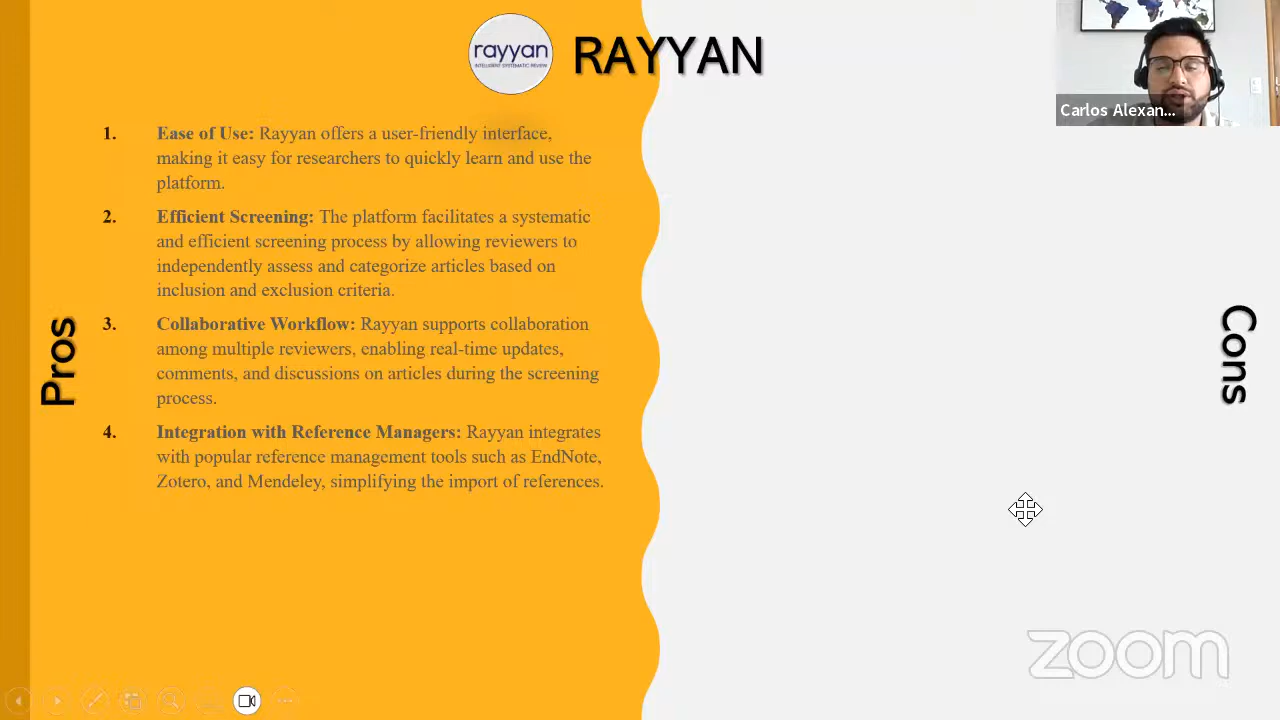 rayyan
INTELLIGENT SYSTEMATIC REVIEW
RAYYAN
Carlos Alexan...
Pros
1. Ease of Use: Rayyan offers a user-friendly interface,
making it easy for researchers to quickly learn and use the
platform.
2. Efficient Screening: The platform facilitates a systematic
and efficient screening process by allowing reviewers to
independently assess and categorize articles based on
inclusion and exclusion criteria.
3. Collaborative Workflow: Rayyan supports collaboration
among multiple reviewers, enabling real-time updates,
comments, and discussions on articles during the screening
process.
4. Integration with Reference Managers: Rayyan integrates
with popular reference management tools such as EndNote,
Zotero, and Mendeley, simplifying the import of references.
Cons
zoom